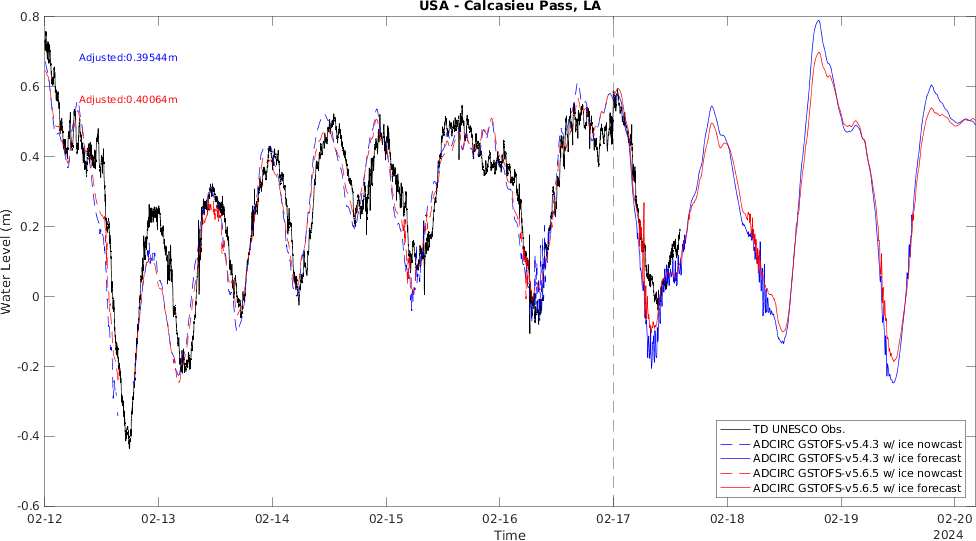 USA - Calcasieu Pass, LA
Adjusted:0.39544m
Adjusted:0.40064m
Water Level (m)
0.8
0.6
0.4
0.2
0
-0.2
-0.4
-0.6
TD UNESCO Obs.
ADCIRC GSTOFS-v5.4.3 w/ ice nowcast
ADCIRC GSTOFS-v5.4.3 w/ ice forecast
ADCIRC GSTOFS-v5.6.5 w/ ice nowcast
ADCIRC GSTOFS-v5.6.5 w/ ice forecast
02-12 02-13 02-14 02-15 02-16 02-17 02-18 02-19 02-20
Time
2024